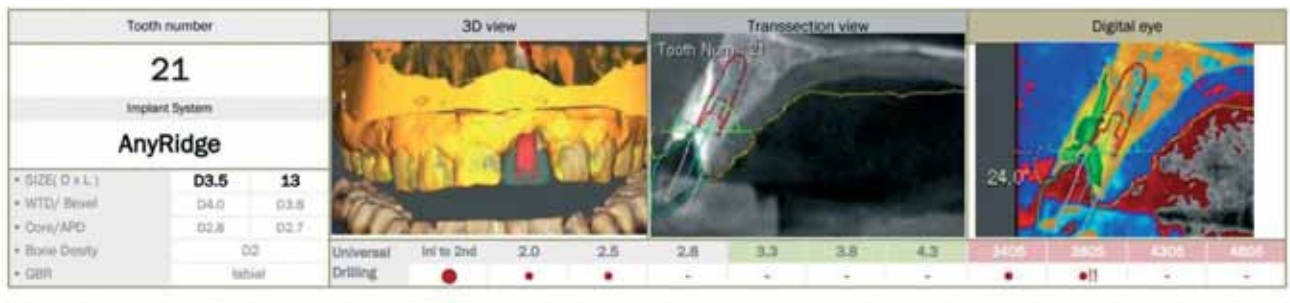 Tooth number
3D view
Transsection view
Digital eye
21
Implant System
AnyRidge
• SIZE( D x L )
D3.5 13
• WTD/ Bevel
D4.0 D3.8
• Core/APD
D2.8 D2.7
• Bone Desity
D2
• GBR
labial
Tooth Num 21
24.0°
Universal Drilling
Ini to 2nd 2.0 2.5 2.8 3.3 3.8 4.3 3405 3805 4305 4805
● ● ● - - - - ● ●!! - -